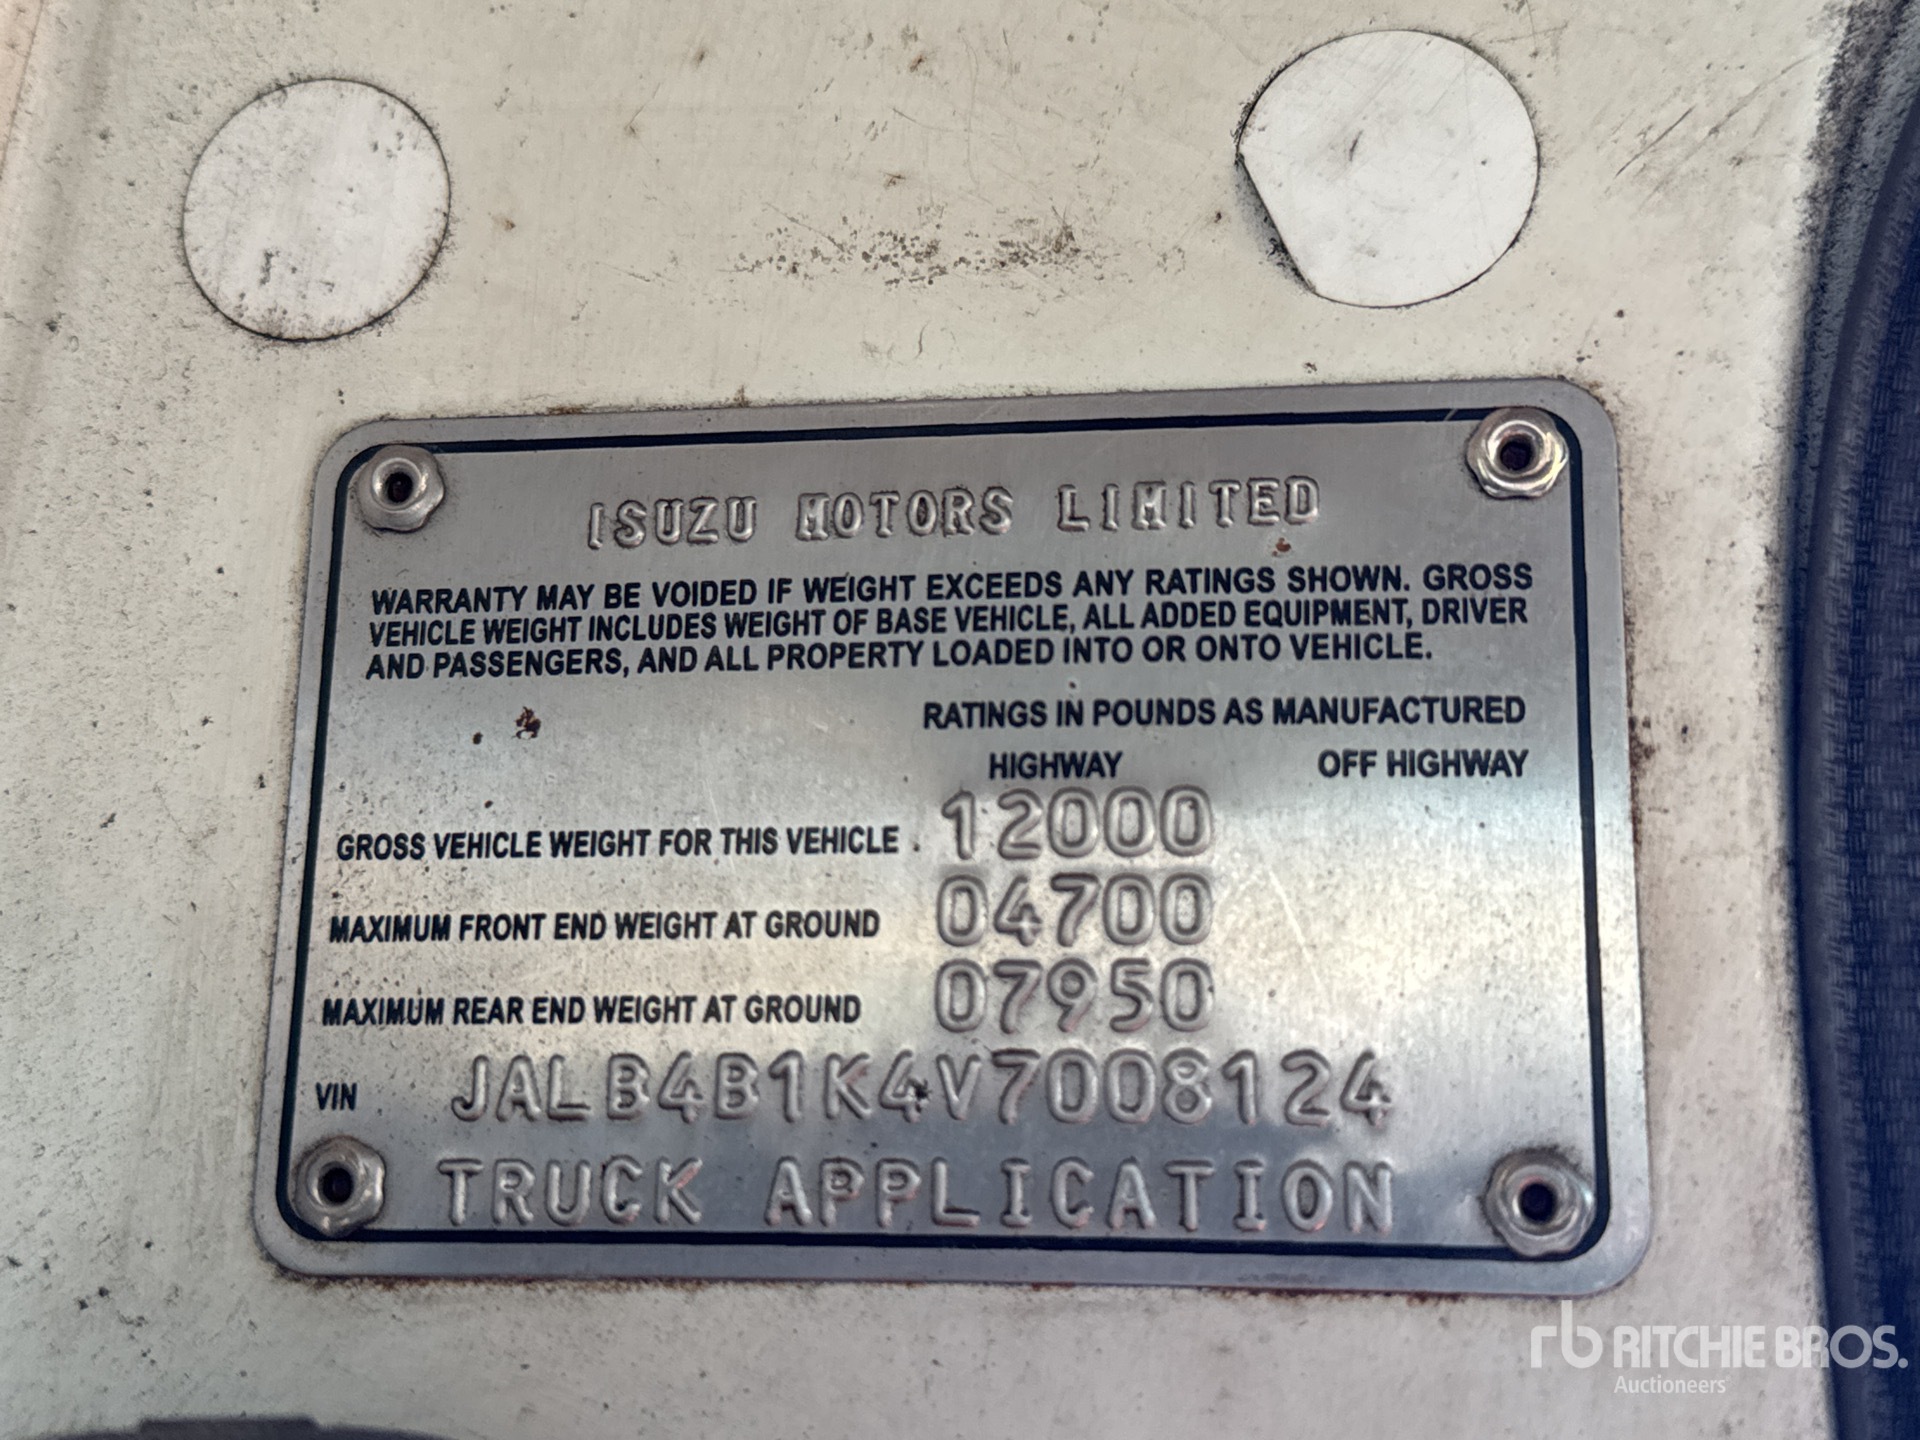 ISUZU MOTORS LIMITED
WARRANTY MAY BE VOIDED IF WEIGHT EXCEEDS ANY RATINGS SHOWN. GROSS
VEHICLE WEIGHT INCLUDES WEIGHT OF BASE VEHICLE, ALL ADDED EQUIPMENT, DRIVER
AND PASSENGERS, AND ALL PROPERTY LOADED INTO OR ONTO VEHICLE.
RATINGS IN POUNDS AS MANUFACTURED
HIGHWAY OFF HIGHWAY
GROSS VEHICLE WEIGHT FOR THIS VEHICLE . 12000
MAXIMUM FRONT END WEIGHT AT GROUND 04700
MAXIMUM REAR END WEIGHT AT GROUND 07950
VIN JALB4B1K4V7008124
TRUCK APPLICATION
rb RITCHIE BROS.
Auctioneers